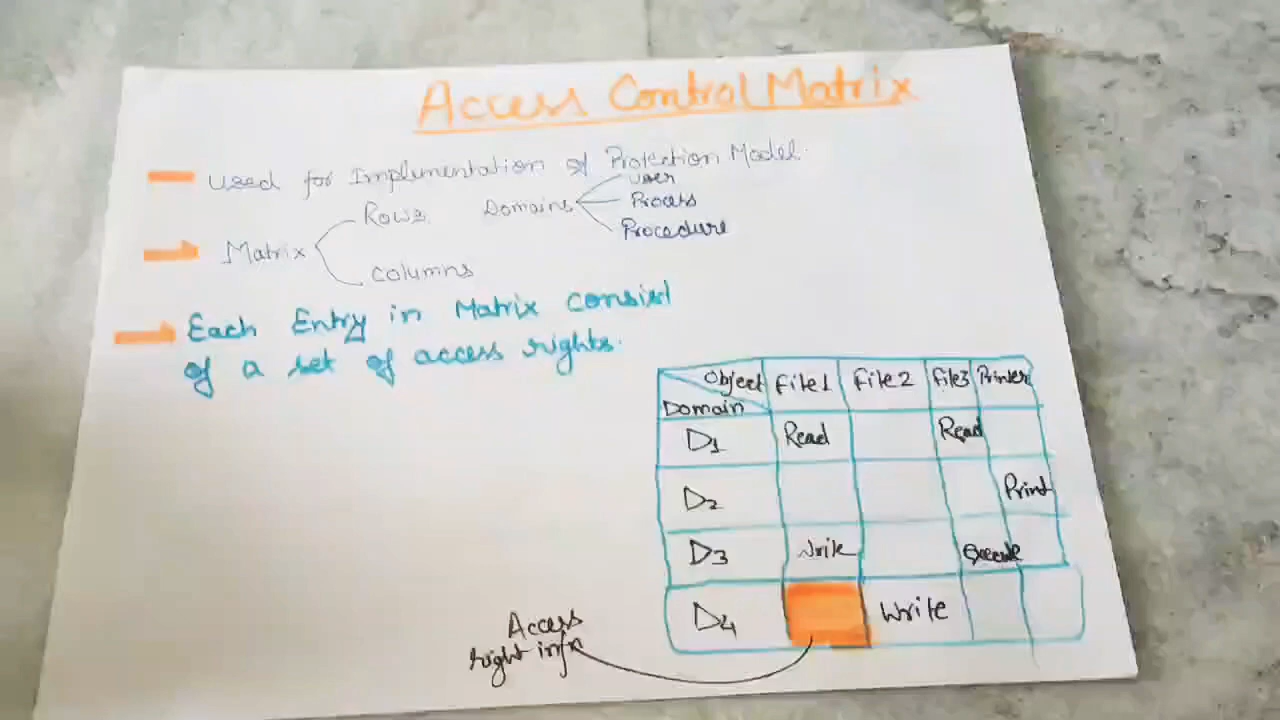 Access Control Matrix
Used for Implementation of Protection Model.
User
Rows Domains Process
Procedure
Matrix
Columns
Each Entry in Matrix consist
of a set of access rights.
Object File1 File2 File3 Printer
Domain
D1 Read Read
D2 Print
D3 Write Execute
D4 Write
Access
right infn